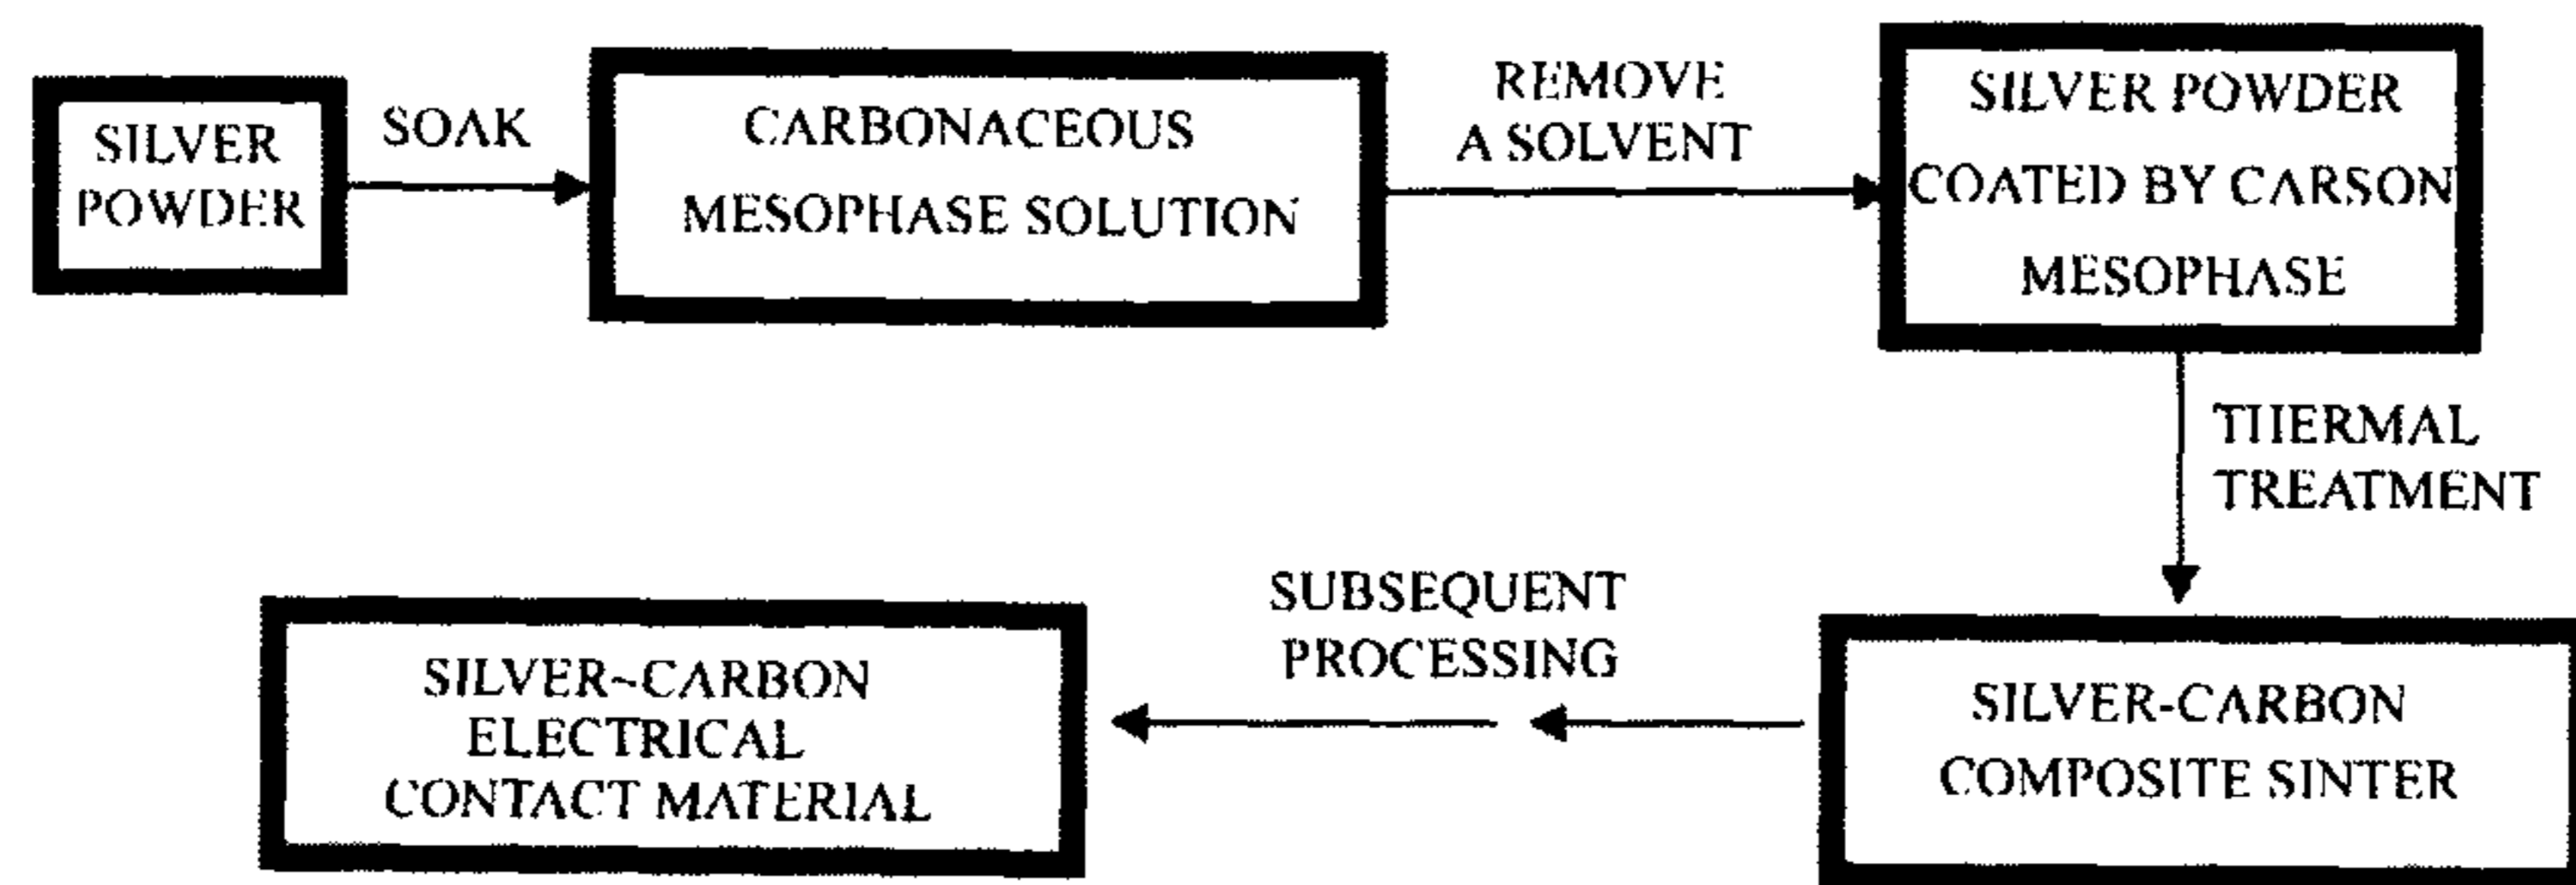 SILVER
POWDER
SOAK
CARBONACEOUS
MESOPHASE SOLUTION
REMOVE
A SOLVENT
SILVER POWDER
COATED BY CARSON
MESOPHASE
THERMAL
TREATMENT
SILVER-CARBON
COMPOSITE SINTER
SUBSEQUENT
PROCESSING
SILVER~CARBON
ELECTRICAL
CONTACT MATERIAL